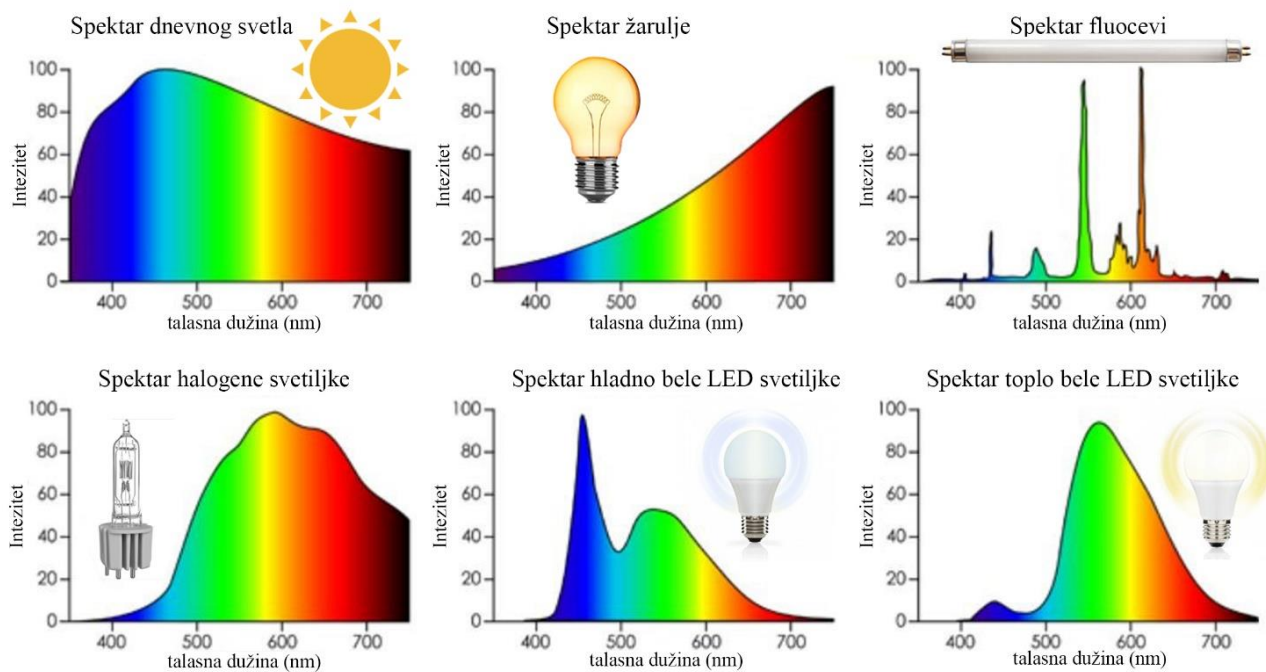 Spektar dnevnog svetla
Intezitet
100
80
60
40
20
0
400 500 600 700
talasna dužina (nm)
Spektar žarulje
Intezitet
100
80
60
40
20
0
400 500 600 700
talasna dužina (nm)
Spektar fluocevi
Intezitet
100
80
60
40
20
0
400 500 600 700
talasna dužina (nm)
Spektar halogene svetiljke
Intezitet
100
80
60
40
20
0
400 500 600 700
talasna dužina (nm)
Spektar hladno bele LED svetiljke
Intezitet
100
80
60
40
20
0
400 500 600 700
talasna dužina (nm)
Spektar toplo bele LED svetiljke
Intezitet
100
80
60
40
20
0
400 500 600 700
talasna dužina (nm)